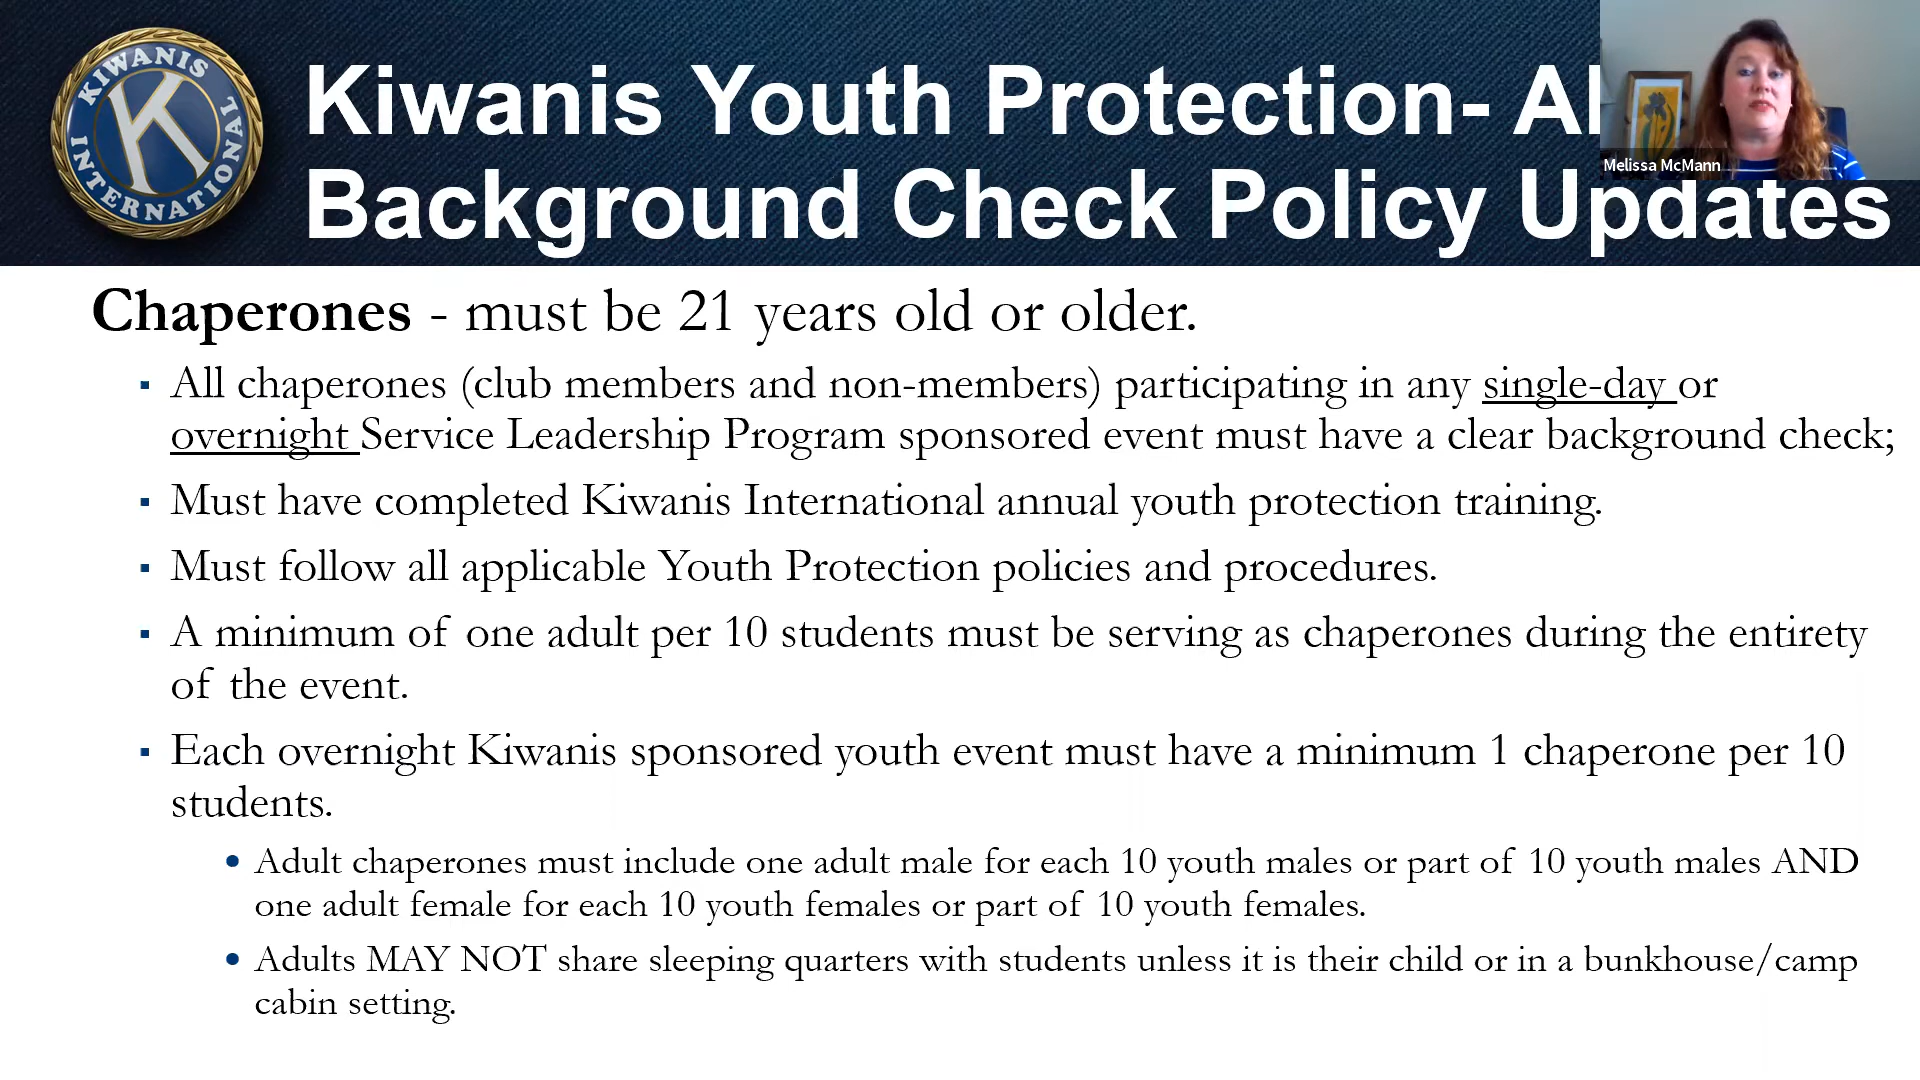 KIWANIS
INTERNATIONAL
K
Kiwanis Youth Protection-
Background Check Policy Updates
Melissa McMann
Chaperones - must be 21 years old or older.
▪ All chaperones (club members and non-members) participating in any single-day or
overnight Service Leadership Program sponsored event must have a clear background check;
▪ Must have completed Kiwanis International annual youth protection training.
▪ Must follow all applicable Youth Protection policies and procedures.
▪ A minimum of one adult per 10 students must be serving as chaperones during the entirety
of the event.
▪ Each overnight Kiwanis sponsored youth event must have a minimum 1 chaperone per 10
students.
• Adult chaperones must include one adult male for each 10 youth males or part of 10 youth males AND
one adult female for each 10 youth females or part of 10 youth females.
• Adults MAY NOT share sleeping quarters with students unless it is their child or in a bunkhouse/camp
cabin setting.